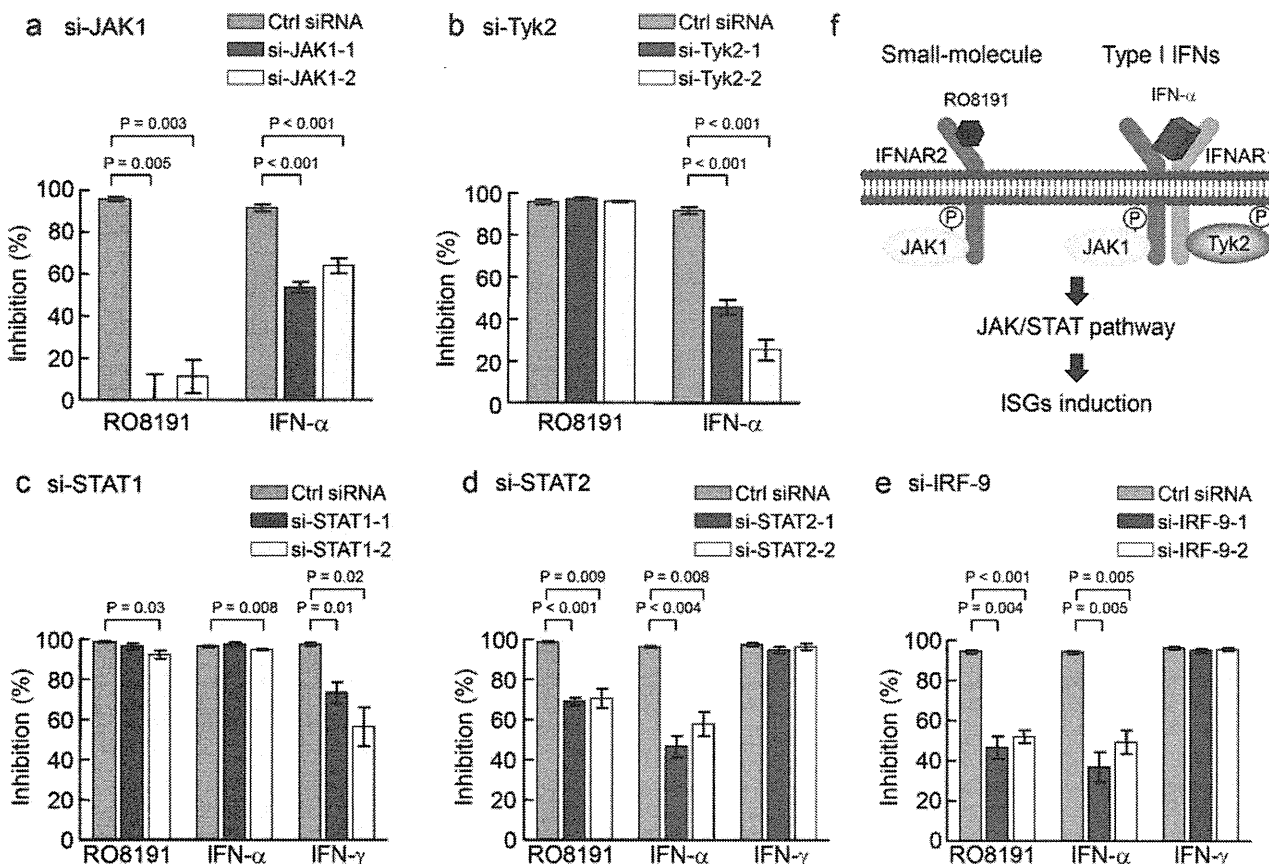 a si-JAK1
Ctrl siRNA
si-JAK1-1
si-JAK1-2
P = 0.003
P = 0.005
P < 0.001
P < 0.001
Inhibition (%)
100
80
60
40
20
0
RO8191
IFN-α
b si-Tyk2
Ctrl siRNA
si-Tyk2-1
si-Tyk2-2
P < 0.001
P < 0.001
Inhibition (%)
100
80
60
40
20
0
RO8191
IFN-α
f
Small-molecule
Type I IFNs
RO8191
IFN-α
IFNAR2
IFNAR1
P
P
P
JAK1
JAK1
Tyk2
JAK/STAT pathway
ISGs induction
c si-STAT1
Ctrl siRNA
si-STAT1-1
si-STAT1-2
P = 0.03
P = 0.008
P = 0.02
P = 0.01
Inhibition (%)
100
80
60
40
20
0
RO8191
IFN-α
IFN-γ
d si-STAT2
Ctrl siRNA
si-STAT2-1
si-STAT2-2
P = 0.009
P < 0.001
P = 0.008
P < 0.004
Inhibition (%)
100
80
60
40
20
0
RO8191
IFN-α
IFN-γ
e si-IRF-9
Ctrl siRNA
si-IRF-9-1
si-IRF-9-2
P < 0.001
P = 0.004
P = 0.005
P = 0.005
Inhibition (%)
100
80
60
40
20
0
RO8191
IFN-α
IFN-γ